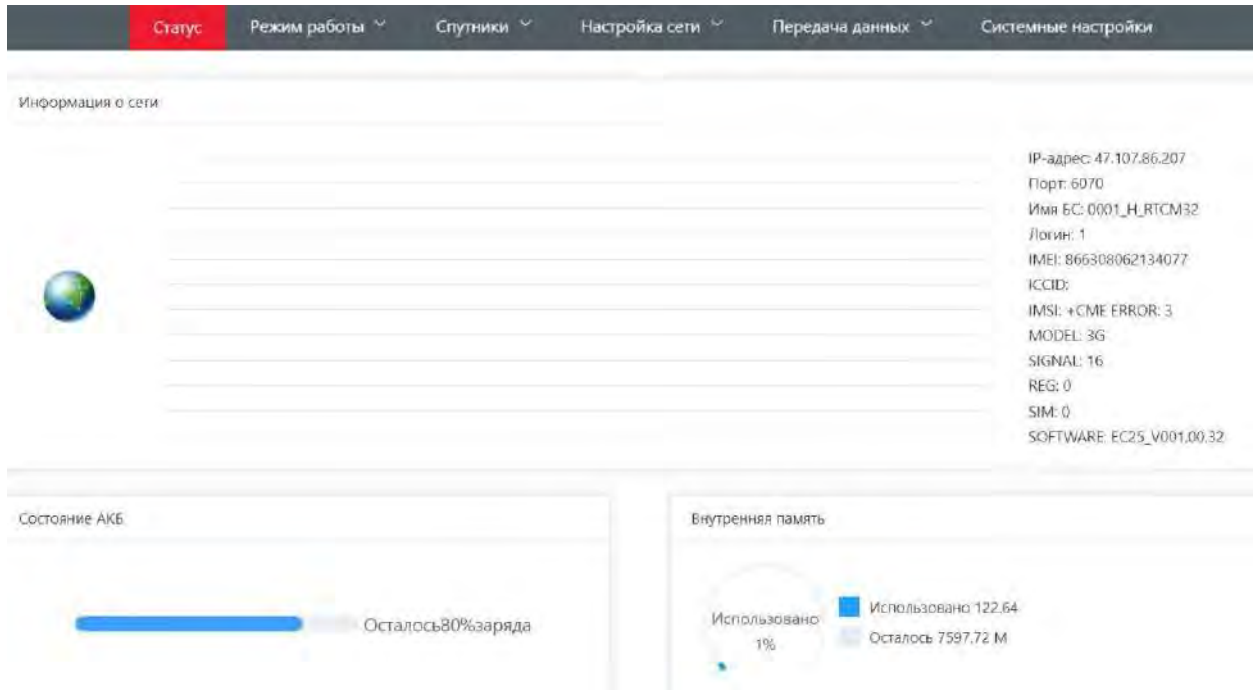 Статус Режим работы Спутники Настройка сети Передача данных Системные настройки
Информация о сети
IP-адрес: 47.107.86.207
Порт: 6070
Имя БС: 0001_H_RTCM32
Логин: 1
IMEI: 866308062134077
ICCID:
IMSI: +CME ERROR: 3
MODEL: 3G
SIGNAL: 16
REG: 0
SIM: 0
SOFTWARE: EC25_V001.00.32
Состояние АКБ
Осталось80%заряда
Внутренняя память
Использовано
1%
Использовано 122.64
Осталось 7597.72 M